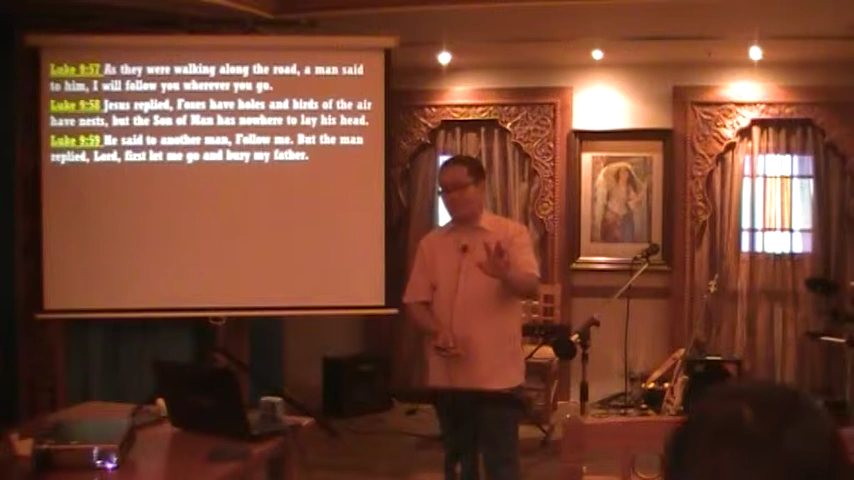 Luke 9:57 As they were walking along the road, a man said
to him, I will follow you wherever you go.
Luke 9:58 Jesus replied, Foxes have holes and birds of the air
have nests, but the Son of Man has nowhere to lay his head.
Luke 9:59 He said to another man, Follow me. But the man
replied, Lord, first let me go and bury my father.